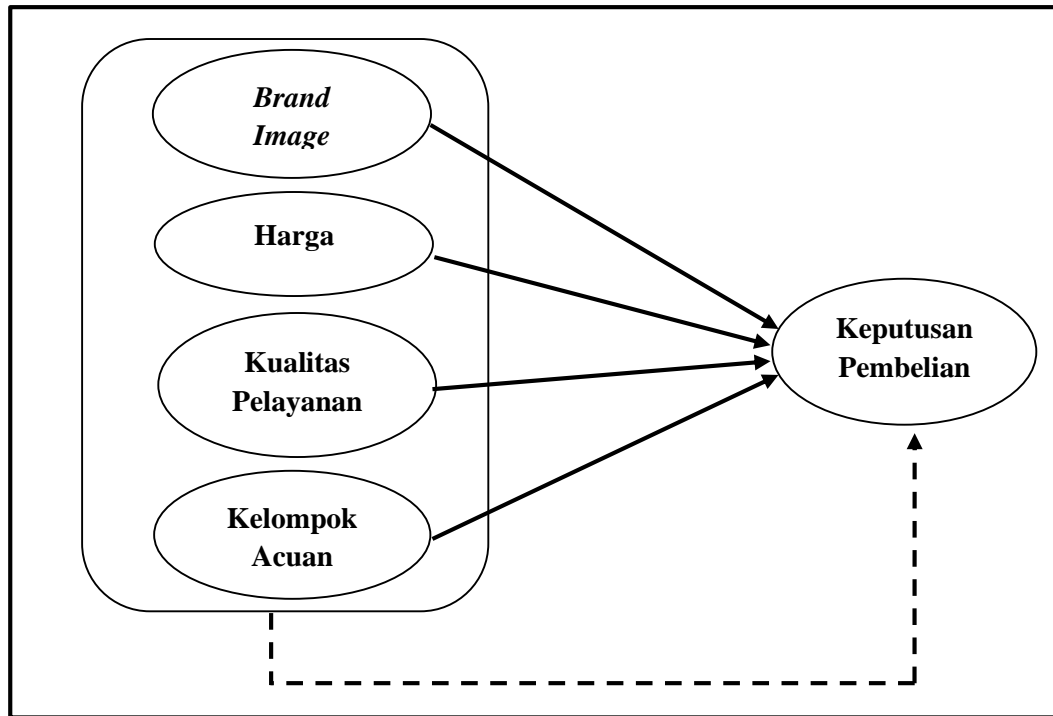 Brand
Image
Harga
Kualitas
Pelayanan
Kelompok
Acuan
Keputusan
Pembelian